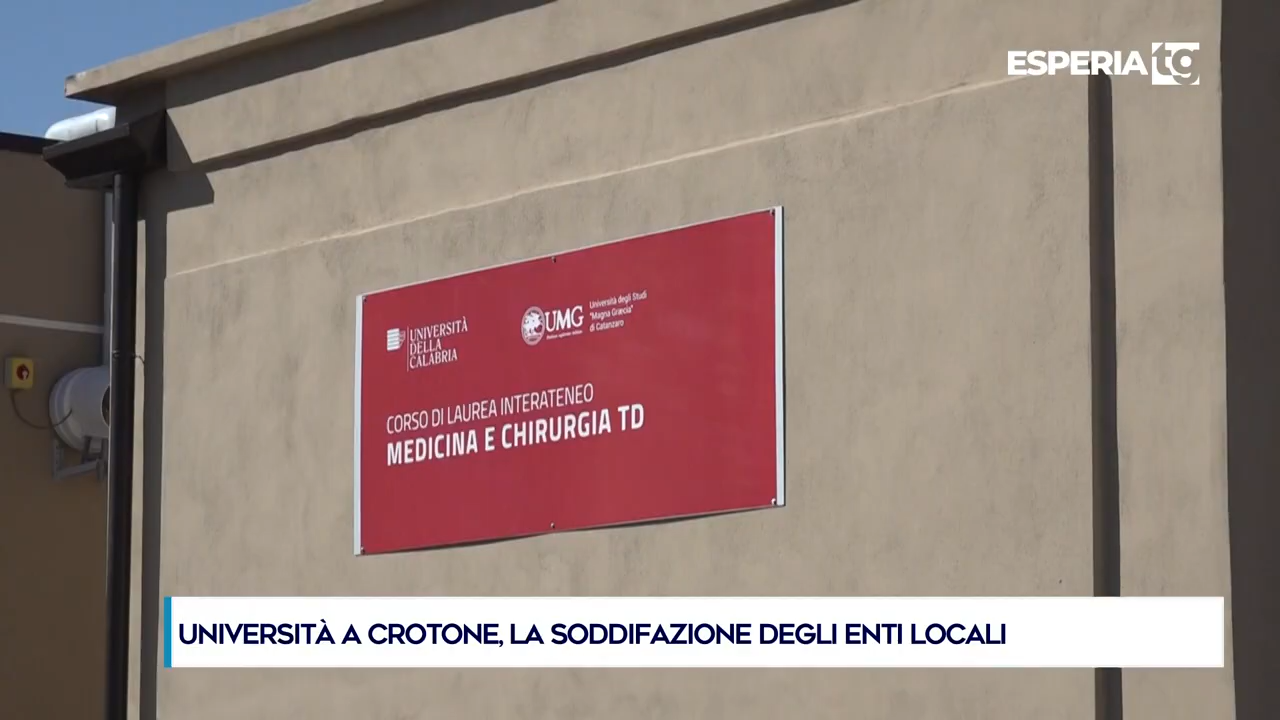 ESPERIA tg
UNIVERSITÀ
DELLA
CALABRIA
UMG
Università degli Studi
"Magna Græcia"
di Catanzaro
CORSO DI LAUREA INTERATENEO
MEDICINA E CHIRURGIA TD
UNIVERSITÀ A CROTONE, LA SODDIFAZIONE DEGLI ENTI LOCALI